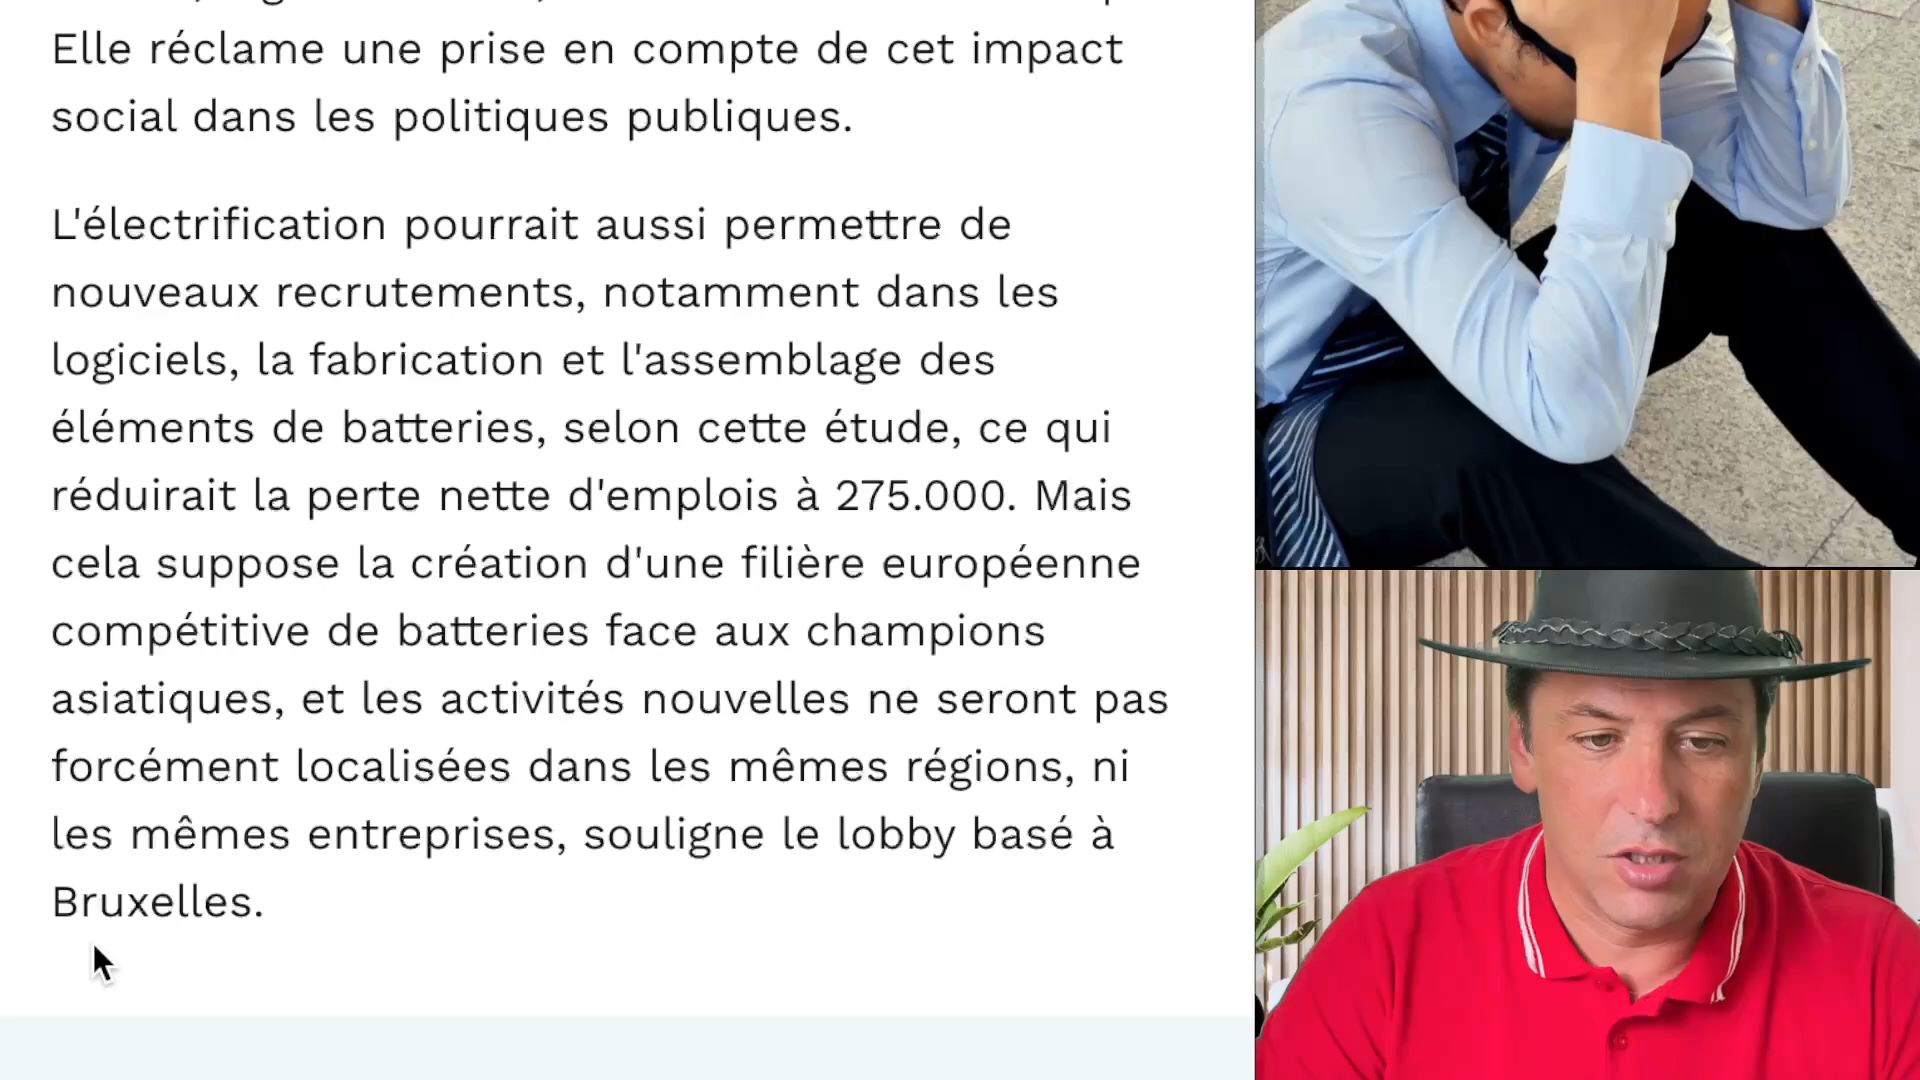 Elle réclame une prise en compte de cet impact
social dans les politiques publiques.
L'électrification pourrait aussi permettre de
nouveaux recrutements, notamment dans les
logiciels, la fabrication et l'assemblage des
éléments de batteries, selon cette étude, ce qui
réduirait la perte nette d'emplois à 275.000. Mais
cela suppose la création d'une filière européenne
compétitive de batteries face aux champions
asiatiques, et les activités nouvelles ne seront pas
forcément localisées dans les mêmes régions, ni
les mêmes entreprises, souligne le lobby basé à
Bruxelles.